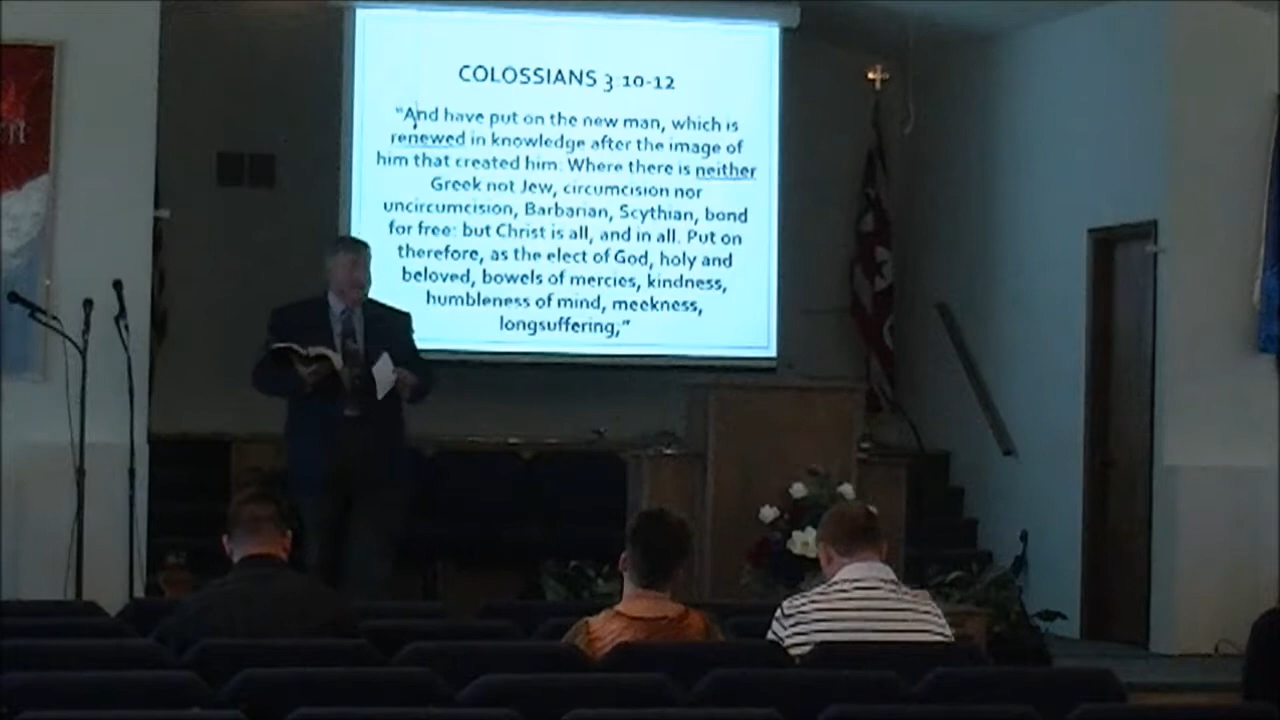 COLOSSIANS 3:10-12
“And have put on the new man, which is
renewed in knowledge after the image of
him that created him: Where there is neither
Greek not Jew, circumcision nor
uncircumcision, Barbarian, Scythian, bond
for free: but Christ is all, and in all. Put on
therefore, as the elect of God, holy and
beloved, bowels of mercies, kindness,
humbleness of mind, meekness,
longsuffering;”